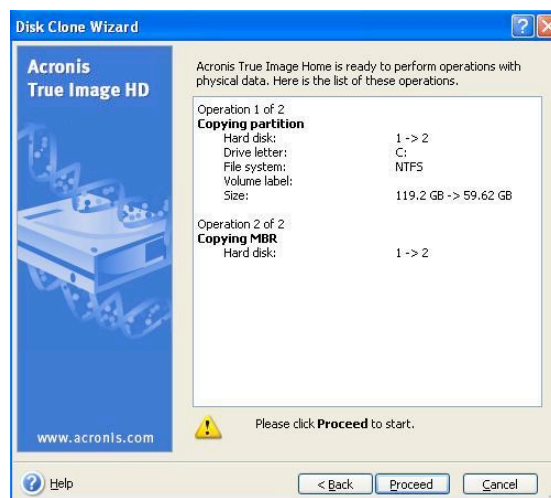 Disk Clone Wizard
Acronis
True Image HD
Acronis True Image Home is ready to perform operations with
physical data. Here is the list of these operations.
Operation 1 of 2
Copying partition
Hard disk: 1 -> 2
Drive letter: C:
File system: NTFS
Volume label:
Size: 119.2 GB -> 59.62 GB
Operation 2 of 2
Copying MBR
Hard disk: 1 -> 2
Please click Proceed to start.
www.acronis.com
Help
< Back
Proceed
Cancel